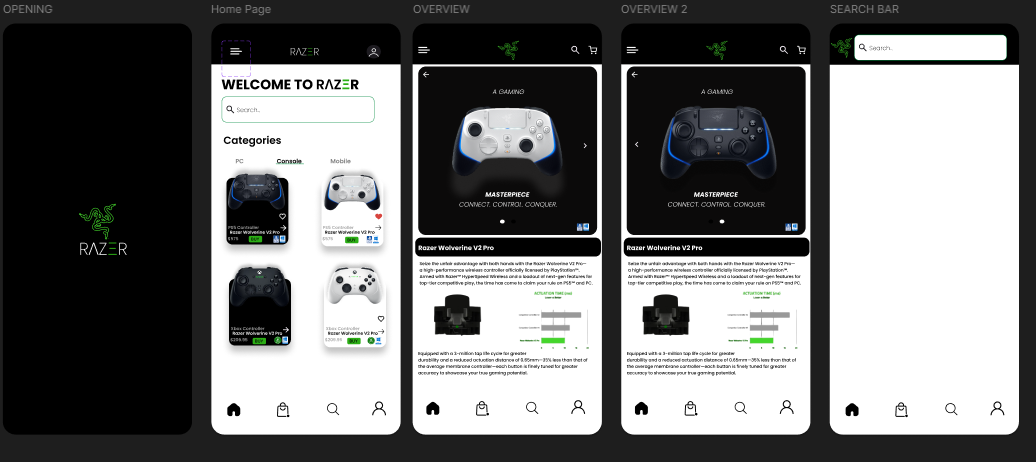 OPENING
RAZER
Home Page
RAZER
WELCOME TO RAZER
Search..
Categories
PC Console Mobile
PS5 Controller
Razer Wolverine V2 Pro
BUY
PS5 Controller
Razer Wolverine V2 Pro
BUY
Xbox Controller
Razer Wolverine V2 Pro
BUY
Xbox Controller
Razer Wolverine V2 Pro
BUY
OVERVIEW
A GAMING
MASTERPIECE
CONNECT. CONTROL. CONQUER.
Razer Wolverine V2 Pro
Seize the unfair advantage with both hands with the Razer Wolverine V2 Pro—
a high-performance wireless controller officially licensed by PlayStation™.
Armed with Razer™ HyperSpeed Wireless and a loadout of next-gen features for
top-tier competitive play, the time has come to claim your rule on PS5™ and PC.
ACTUATION TIME (ms)
Equipped with a 3-million tap life cycle for greater
durability and a reduced actuation distance of 0.65mm—35% less than that of
the average membrane controller—each button is finely tuned for greater
accuracy to showcase your true gaming potential.
OVERVIEW 2
A GAMING
MASTERPIECE
CONNECT. CONTROL. CONQUER.
Razer Wolverine V2 Pro
Seize the unfair advantage with both hands with the Razer Wolverine V2 Pro—
a high-performance wireless controller officially licensed by PlayStation™.
Armed with Razer™ HyperSpeed Wireless and a loadout of next-gen features for
top-tier competitive play, the time has come to claim your rule on PS5™ and PC.
ACTUATION TIME (ms)
Equipped with a 3-million tap life cycle for greater
durability and a reduced actuation distance of 0.65mm—35% less than that of
the average membrane controller—each button is finely tuned for greater
accuracy to showcase your true gaming potential.
SEARCH BAR
Search..